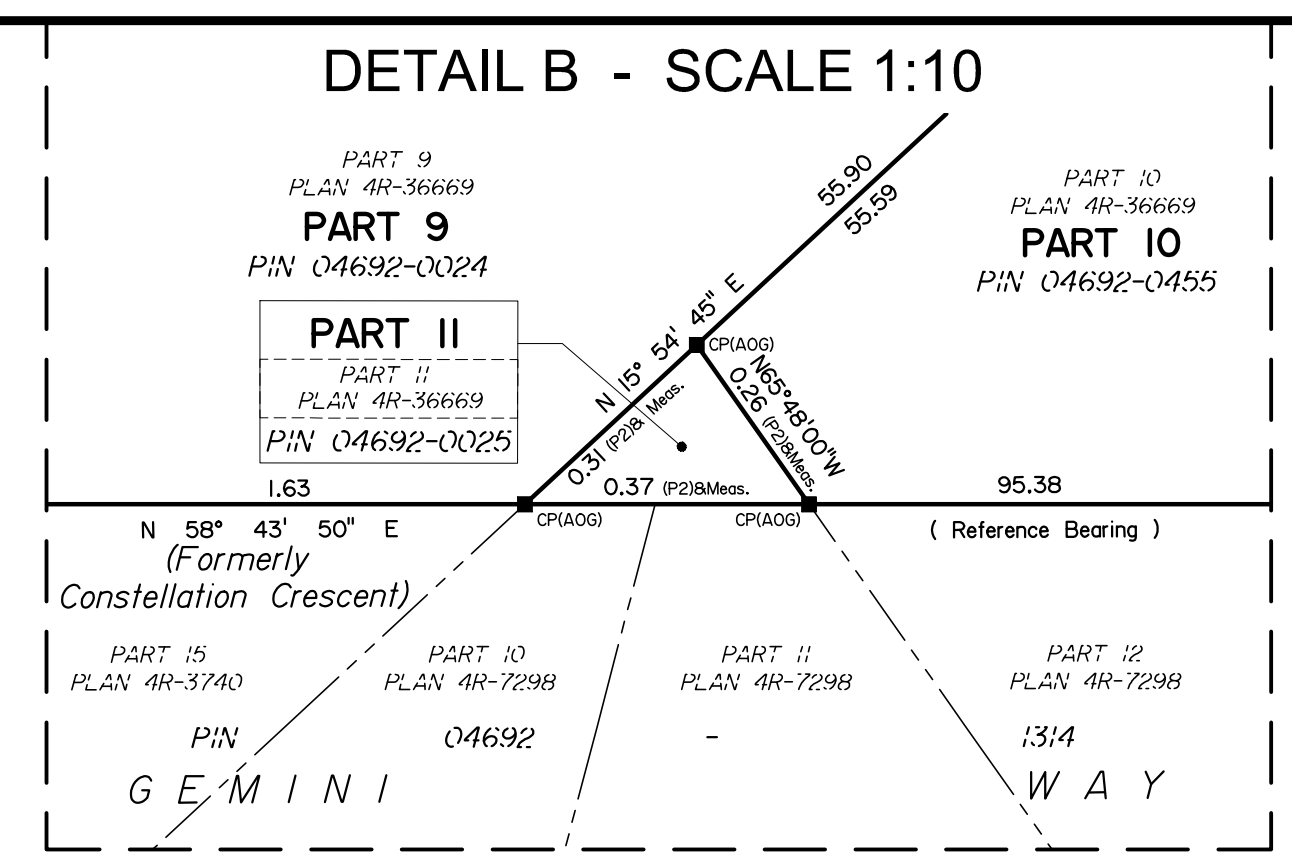 DETAIL B - SCALE 1:10
PART 9
PLAN 4R-36669
PART 9
PIN 04692-0024
55.90
55.59
PART 10
PLAN 4R-36669
PART 10
PIN 04692-0455
PART 11
PART 11
PLAN 4R-36669
PIN 04692-0025
N 15° 54' 45" E
0.31 (P2)& Meas.
CP(AOG)
N65°48'00"W
0.26 (P2)&Meas.
1.63
0.37 (P2)&Meas.
95.38
N 58° 43' 50" E
CP(AOG)
CP(AOG)
( Reference Bearing )
(Formerly
Constellation Crescent)
PART 15
PLAN 4R-3740
PART 10
PLAN 4R-7298
PART 11
PLAN 4R-7298
PART 12
PLAN 4R-7298
PIN 04692 - 1314
GEMINI WAY